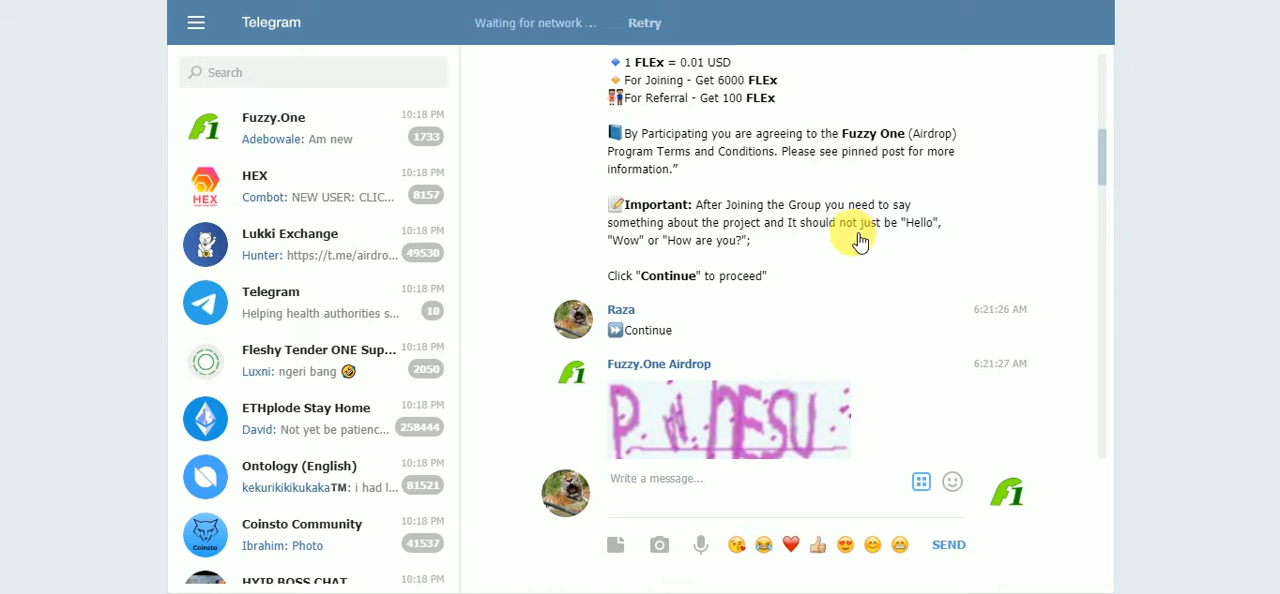 Telegram
Waiting for network ...
Retry
Search
Fuzzy.One
10:18 PM
Adebowale: Am new
1733
HEX
10:18 PM
Combot: NEW USER: CLIC...
8157
HEX
Lukki Exchange
10:18 PM
Hunter: https://t.me/airdro...
49530
Telegram
10:18 PM
Helping health authorities s...
10
Fleshy Tender ONE Sup...
10:18 PM
Luxni: ngeri bang 🤣
2050
ETHplode Stay Home
10:18 PM
David: Not yet be patienc...
258444
Ontology (English)
10:18 PM
kekurikikikukaka™️: i had l...
81521
Coinsto Community
10:18 PM
Ibrahim: Photo
41537
Coinsto
HYIP BOSS CHAT
10:18 PM
🔹 1 FLEx = 0.01 USD
🔸 For Joining - Get 6000 FLEx
👫For Referral - Get 100 FLEx
📘By Participating you are agreeing to the Fuzzy One (Airdrop)
Program Terms and Conditions. Please see pinned post for more
information.”
📝Important: After Joining the Group you need to say
something about the project and It should not just be "Hello",
"Wow" or "How are you?";
Click "Continue" to proceed"
Raza
6:21:26 AM
⏩Continue
Fuzzy.One Airdrop
6:21:27 AM
Write a message...
SEND